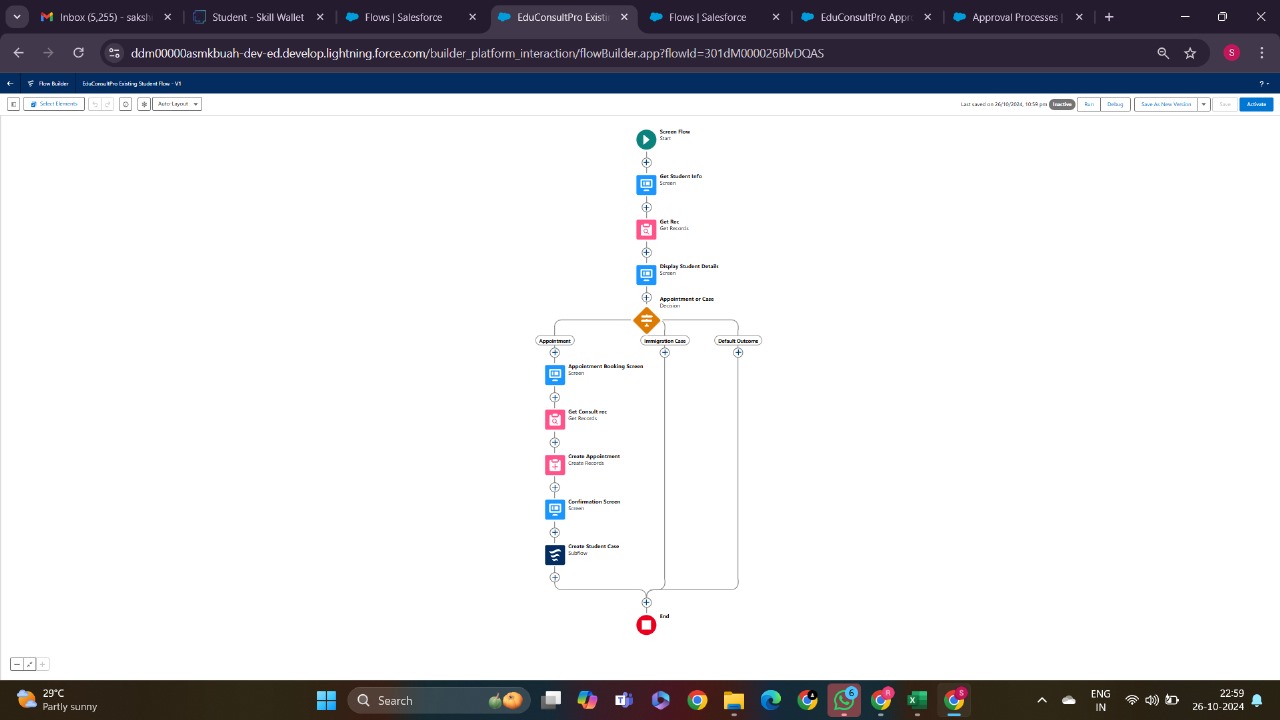 Inbox (5,255) - sakshi
Student - Skill Wallet
Flows | Salesforce
EduConsultPro Existi
Flows | Salesforce
EduConsultPro Appr
Approval Processes |
ddm00000asmkbuah-dev-ed.develop.lightning.force.com/builder_platform_interaction/flowBuilder.app?flowId=301dM000026BlvDQAS
S
Flow Builder
EduConsultPro Existing Student Flow - V1
?
Select Elements
Auto-Layout
Last saved on 26/10/2024, 10:59 pm
Inactive
Run
Debug
Save As New Version
Save
Activate
Screen Flow
Start
Get Student Info
Screen
Get Rec
Get Records
Display Student Details
Screen
Appointment or Case
Decision
Appointment
Immigration Case
Default Outcome
Appointment Booking Screen
Screen
Get Consult rec
Get Records
Create Appointment
Create Records
Confirmation Screen
Screen
Create Student Case
Subflow
End
29°C
Partly sunny
Search
6
R
S
ENG
IN
22:59
26-10-2024